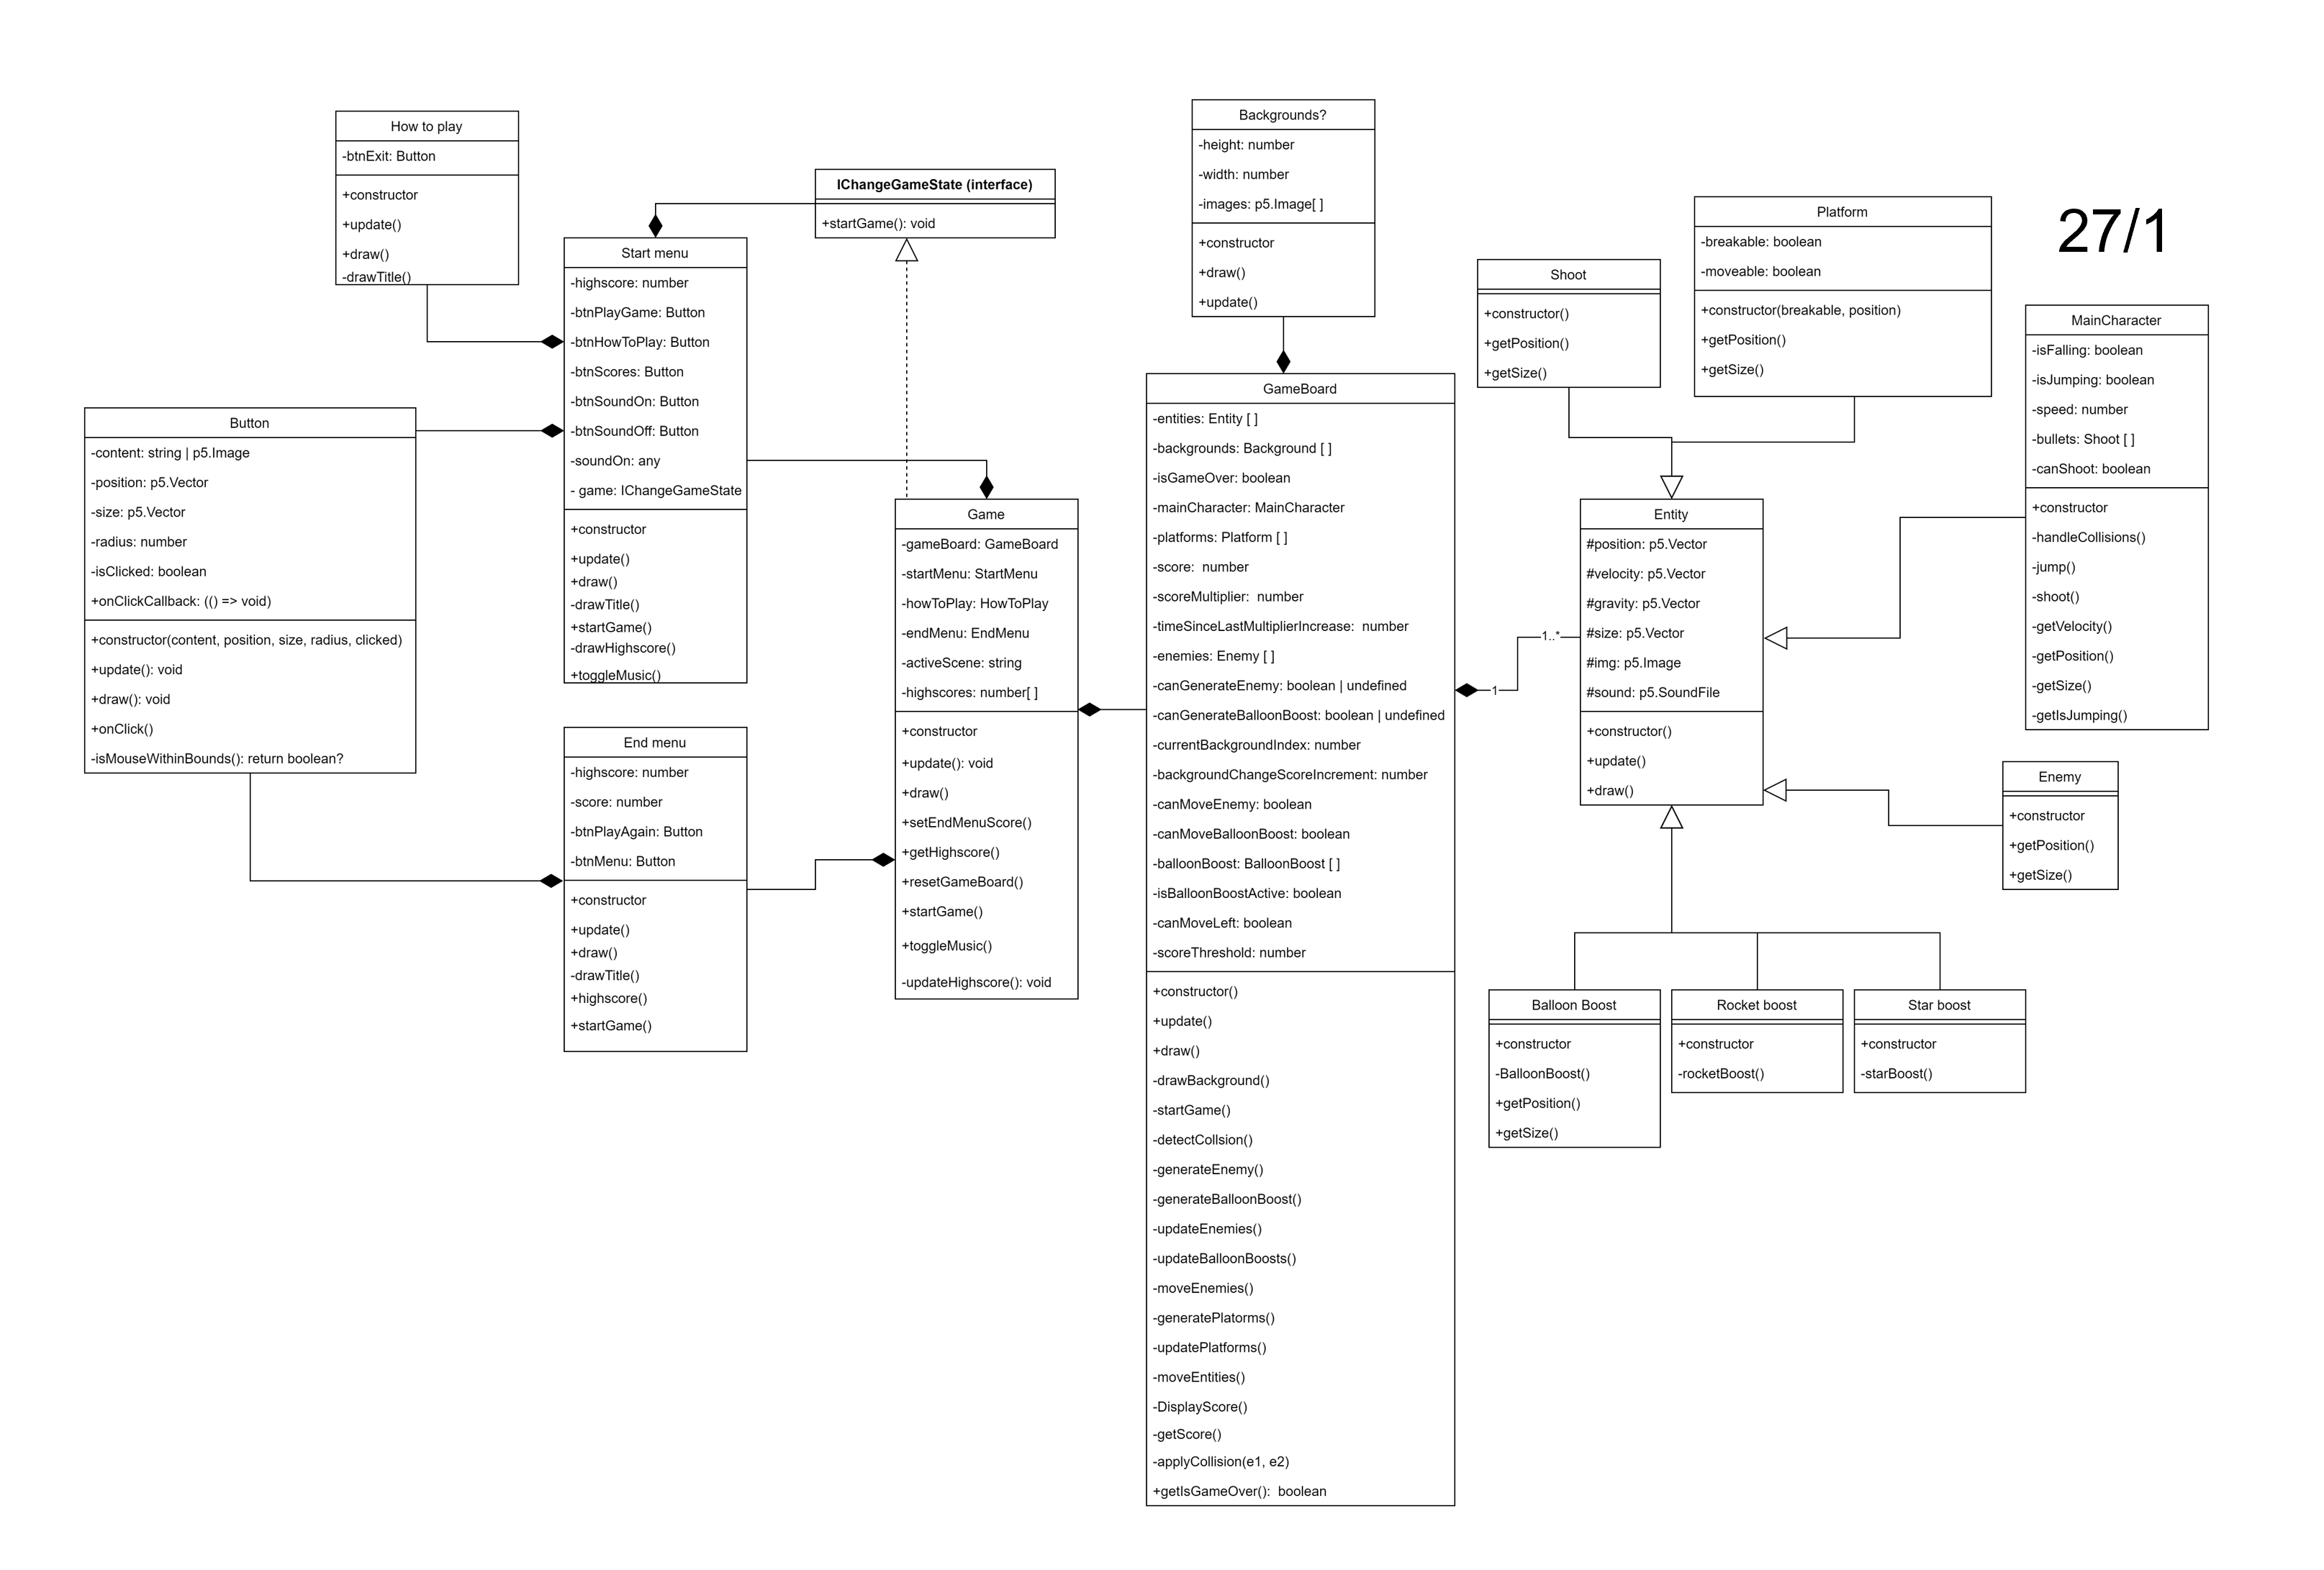 How to play
-btnExit: Button
+constructor
+update()
+draw()
-drawTitle()
IChangeGameState (interface)
+startGame(): void
Start menu
-highscore: number
-btnPlayGame: Button
-btnHowToPlay: Button
-btnScores: Button
-btnSoundOn: Button
-btnSoundOff: Button
-soundOn: any
- game: IChangeGameState
+constructor
+update()
+draw()
-drawTitle()
+startGame()
-drawHighscore()
+toggleMusic()
Button
-content: string | p5.Image
-position: p5.Vector
-size: p5.Vector
-radius: number
-isClicked: boolean
+onClickCallback: (() => void)
+constructor(content, position, size, radius, clicked)
+update(): void
+draw(): void
+onClick()
-isMouseWithinBounds(): return boolean?
End menu
-highscore: number
-score: number
-btnPlayAgain: Button
-btnMenu: Button
+constructor
+update()
+draw()
-drawTitle()
+highscore()
+startGame()
Game
-gameBoard: GameBoard
-startMenu: StartMenu
-howToPlay: HowToPlay
-endMenu: EndMenu
-activeScene: string
-highscores: number[ ]
+constructor
+update(): void
+draw()
+setEndMenuScore()
+getHighscore()
+resetGameBoard()
+startGame()
+toggleMusic()
-updateHighscore(): void
Backgrounds?
-height: number
-width: number
-images: p5.Image[ ]
+constructor
+draw()
+update()
GameBoard
-entities: Entity [ ]
-backgrounds: Background [ ]
-isGameOver: boolean
-mainCharacter: MainCharacter
-platforms: Platform [ ]
-score:  number
-scoreMultiplier:  number
-timeSinceLastMultiplierIncrease:  number
-enemies: Enemy [ ]
-canGenerateEnemy: boolean | undefined
-canGenerateBalloonBoost: boolean | undefined
-currentBackgroundIndex: number
-backgroundChangeScoreIncrement: number
-canMoveEnemy: boolean
-canMoveBalloonBoost: boolean
-balloonBoost: BalloonBoost [ ]
-isBalloonBoostActive: boolean
-canMoveLeft: boolean
-scoreThreshold: number
+constructor()
+update()
+draw()
-drawBackground()
-startGame()
-detectCollsion()
-generateEnemy()
-generateBalloonBoost()
-updateEnemies()
-updateBalloonBoosts()
-moveEnemies()
-generatePlatorms()
-updatePlatforms()
-moveEntities()
-DisplayScore()
-getScore()
-applyCollision(e1, e2)
+getIsGameOver():  boolean
1
1..*
Shoot
+constructor()
+getPosition()
+getSize()
Platform
-breakable: boolean
-moveable: boolean
+constructor(breakable, position)
+getPosition()
+getSize()
27/1
MainCharacter
-isFalling: boolean
-isJumping: boolean
-speed: number
-bullets: Shoot [ ]
-canShoot: boolean
+constructor
-handleCollisions()
-jump()
-shoot()
-getVelocity()
-getPosition()
-getSize()
-getIsJumping()
Entity
#position: p5.Vector
#velocity: p5.Vector
#gravity: p5.Vector
#size: p5.Vector
#img: p5.Image
#sound: p5.SoundFile
+constructor()
+update()
+draw()
Enemy
+constructor
+getPosition()
+getSize()
Balloon Boost
+constructor
-BalloonBoost()
+getPosition()
+getSize()
Rocket boost
+constructor
-rocketBoost()
Star boost
+constructor
-starBoost()